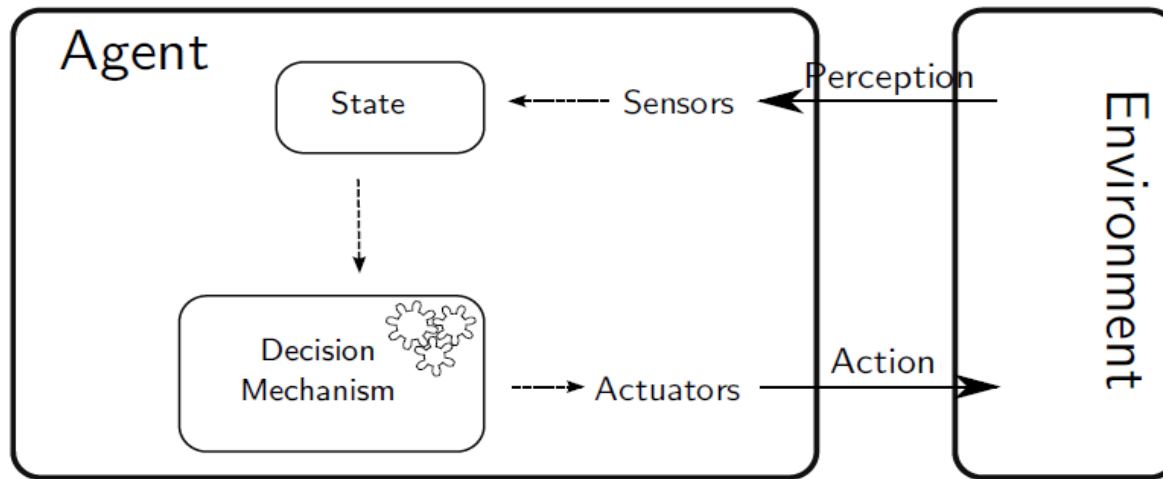 Agent
State
Sensors
Perception
Environment
Decision
Mechanism
Actuators
Action